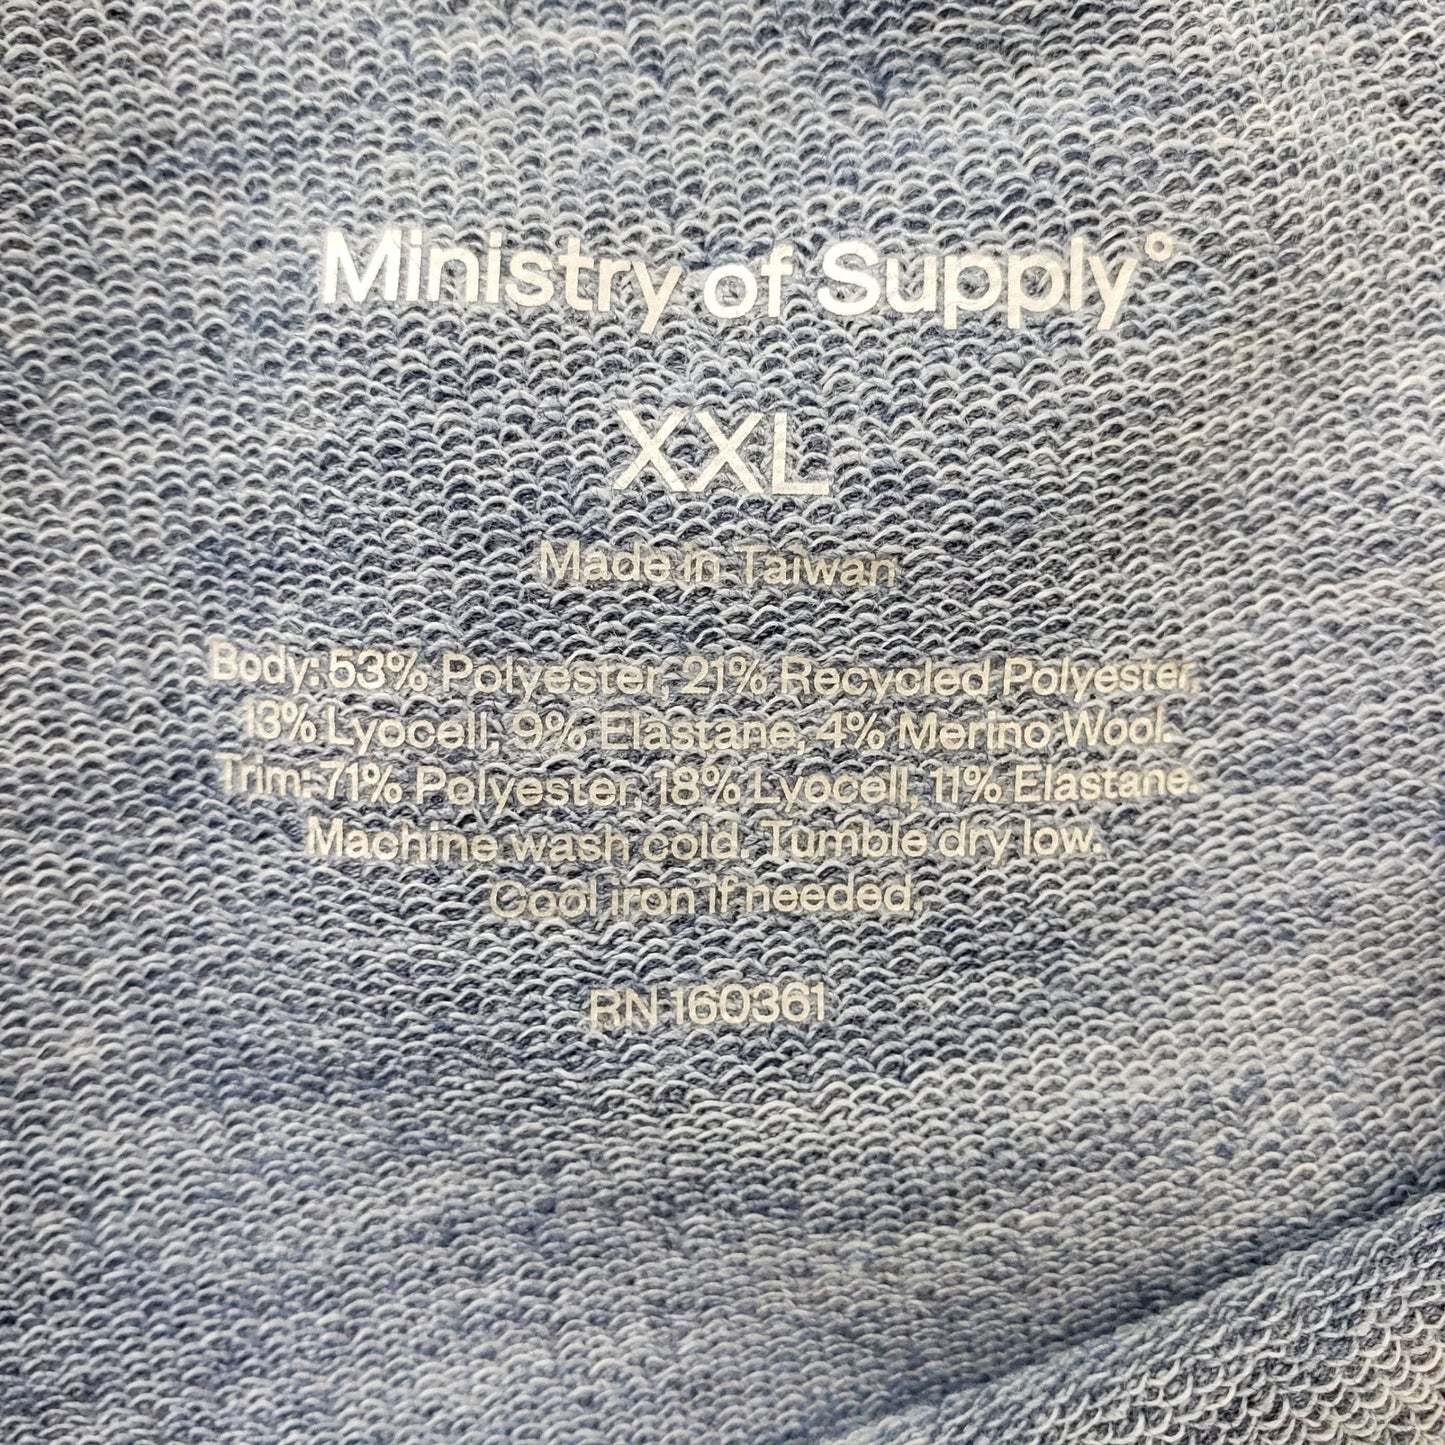 Ministry of Supply°
XXL
Made in Taiwan
Body: 53% Polyester, 21% Recycled Polyester,
13% Lyocell, 9% Elastane, 4% Merino Wool.
Trim: 71% Polyester, 18% Lyocell, 11% Elastane.
Machine wash cold. Tumble dry low.
Cool iron if needed.
RN 160361